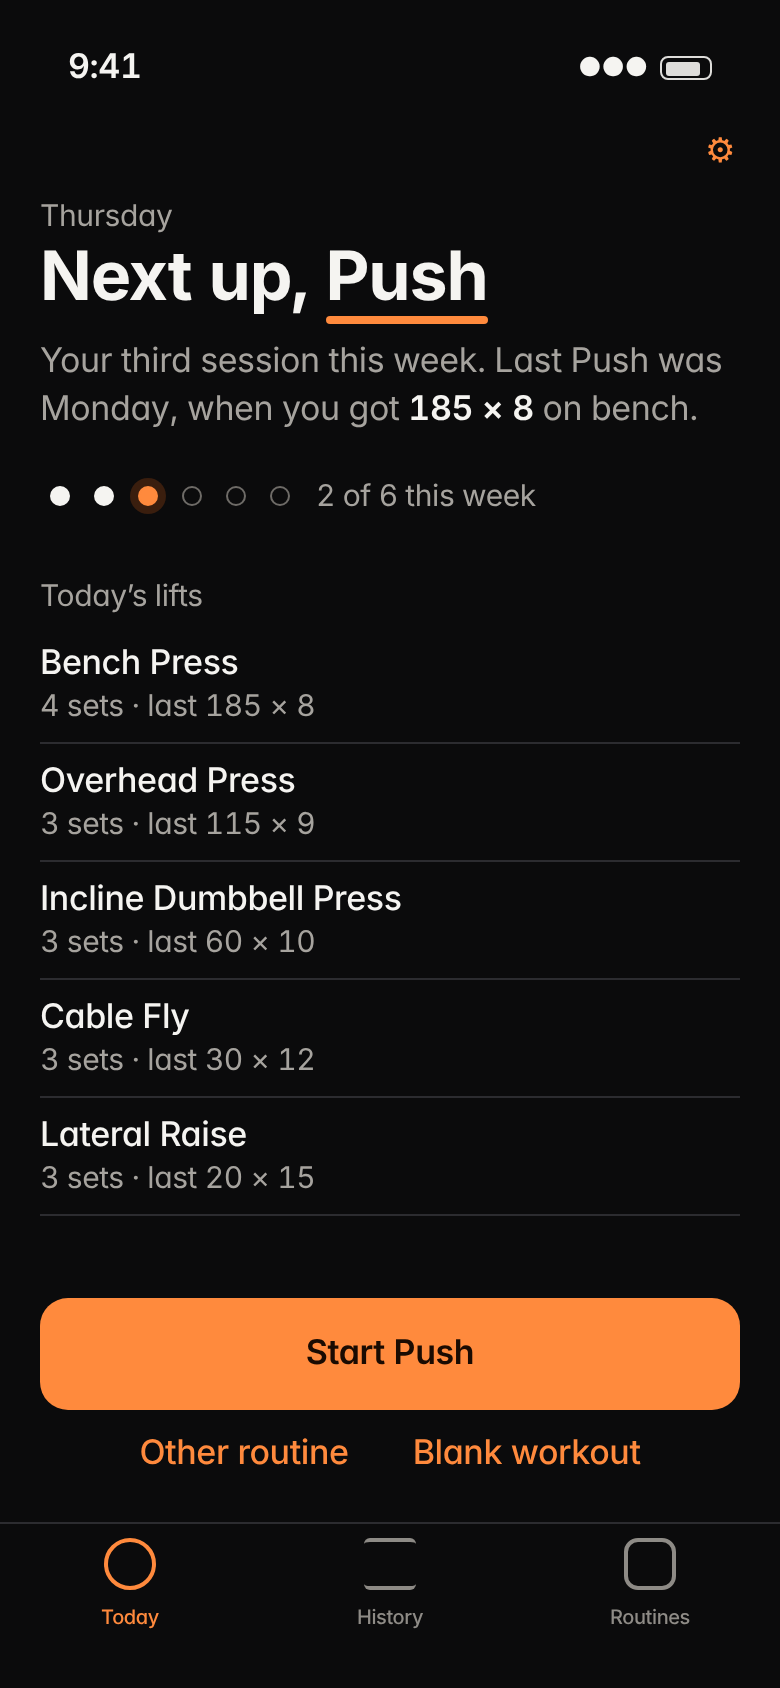 9:41
Thursday
Next up, Push
Your third session this week. Last Push was
Monday, when you got 185 × 8 on bench.
2 of 6 this week
Today’s lifts
Bench Press
4 sets · last 185 × 8
Overhead Press
3 sets · last 115 × 9
Incline Dumbbell Press
3 sets · last 60 × 10
Cable Fly
3 sets · last 30 × 12
Lateral Raise
3 sets · last 20 × 15
Start Push
Other routine Blank workout
Today History Routines